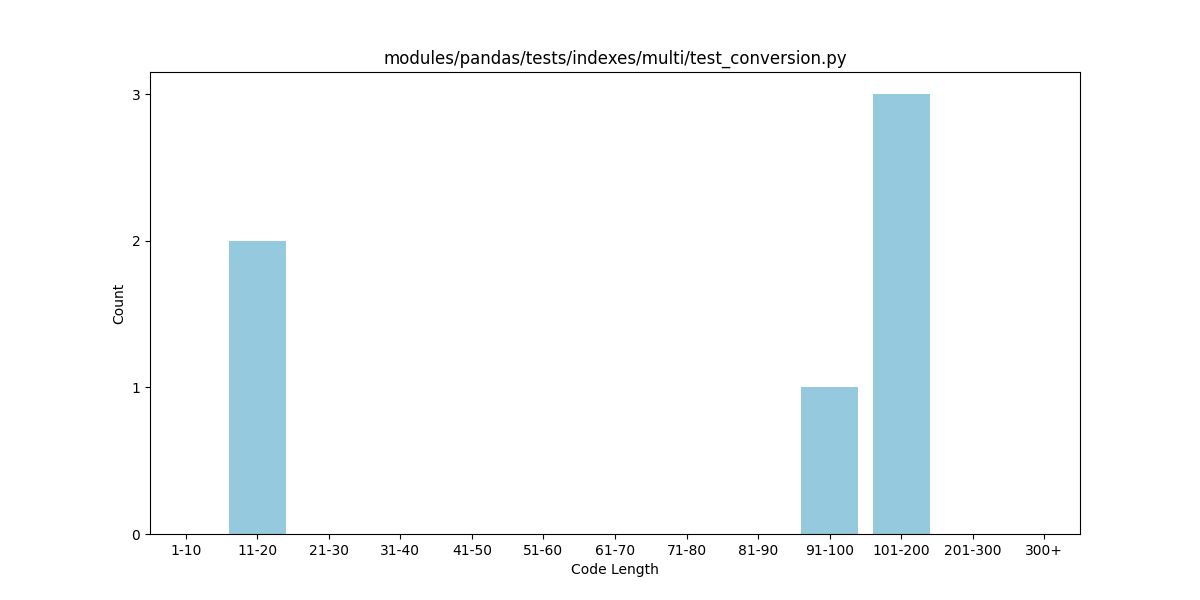 modules/pandas/tests/indexes/multi/test_conversion.py
3
2
1
0
Count
1-10 11-20 21-30 31-40 41-50 51-60 61-70 71-80 81-90 91-100 101-200 201-300 300+
Code Length